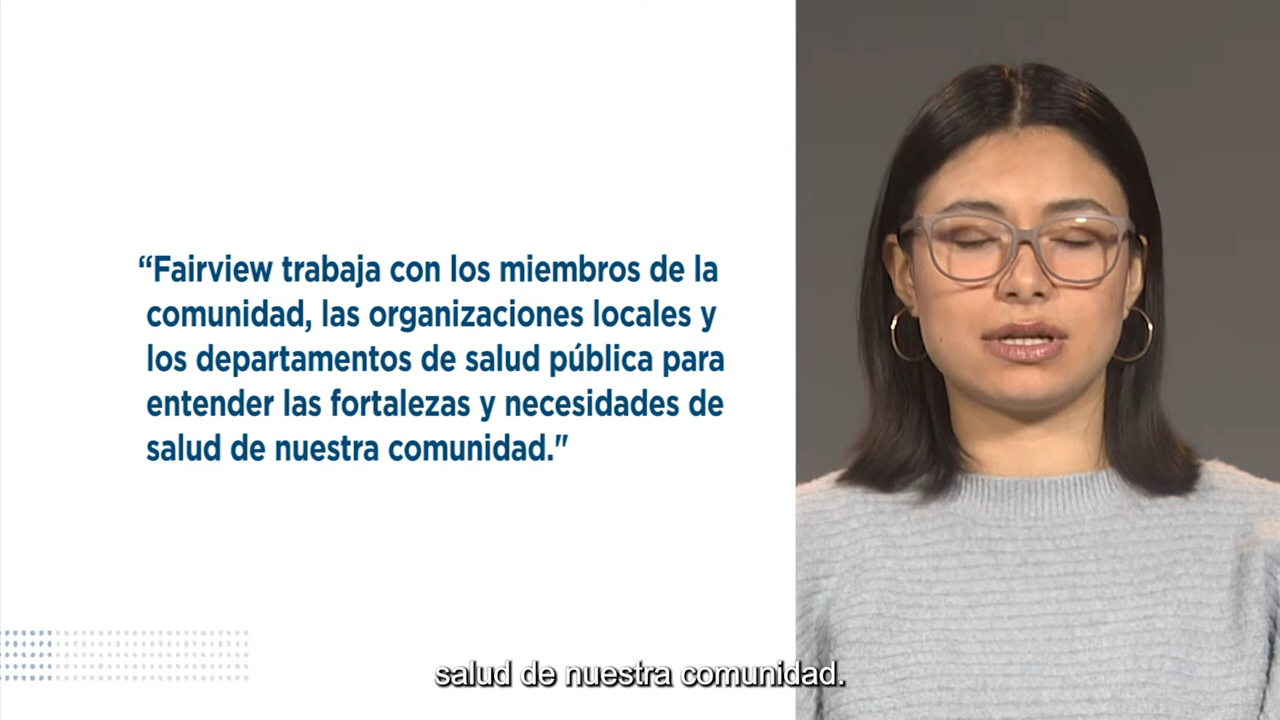 “Fairview trabaja con los miembros de la
comunidad, las organizaciones locales y
los departamentos de salud pública para
entender las fortalezas y necesidades de
salud de nuestra comunidad."
salud de nuestra comunidad.